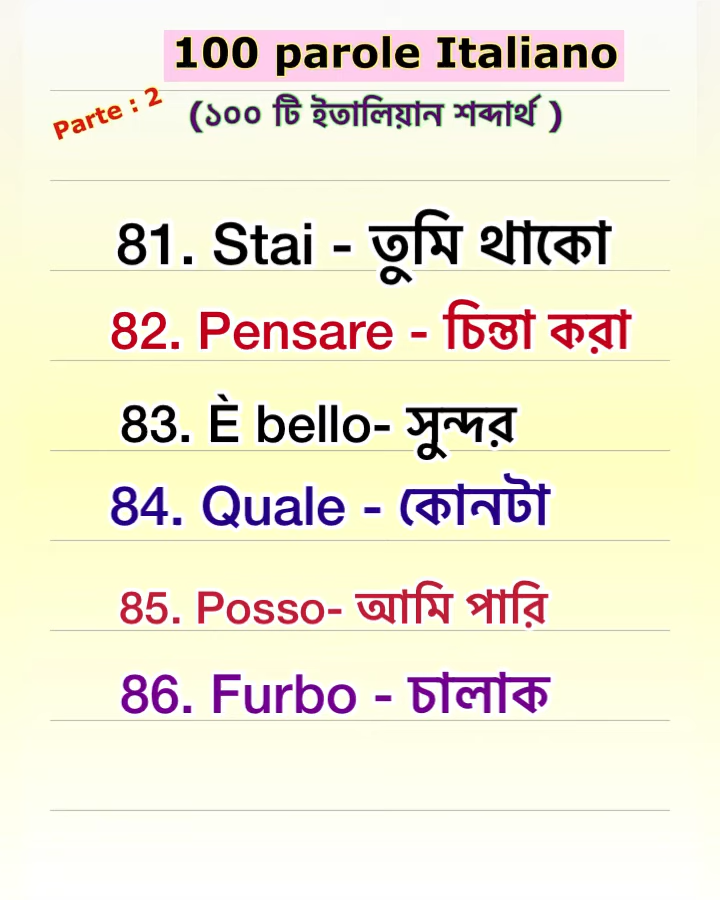 100 parole Italiano
Parte : 2
(১০০ টি ইতালিয়ান শব্দার্থ )
81. Stai - তুমি থাকো
82. Pensare - চিন্তা করা
83. È bello- সুন্দর
84. Quale - কোনটা
85. Posso- আমি পারি
86. Furbo - চালাক